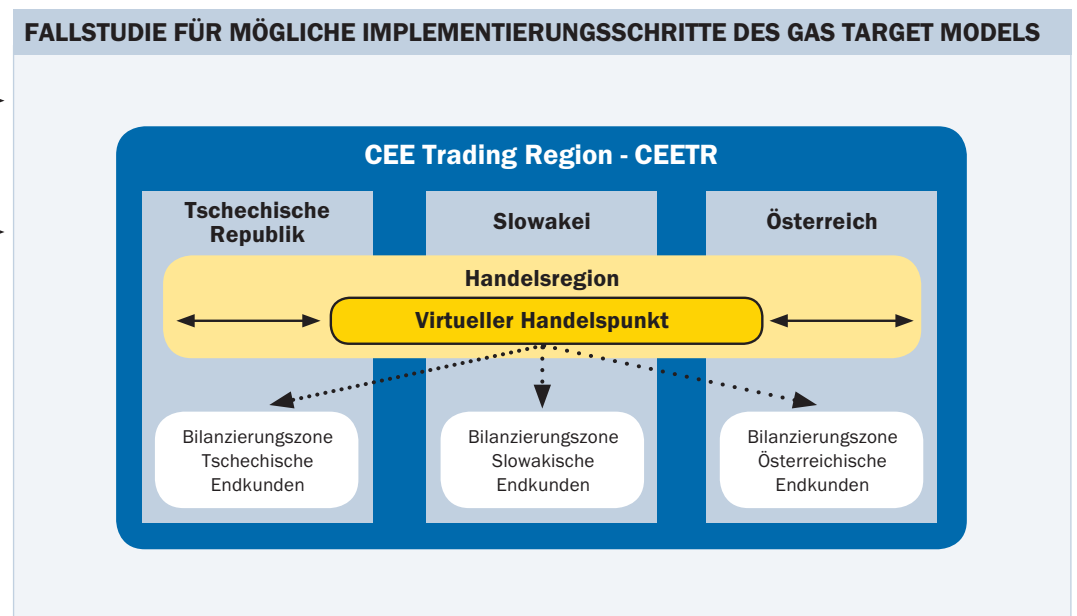 FALLSTUDIE FÜR MÖGLICHE IMPLEMENTIERUNGSSCHRITTE DES GAS TARGET MODELS
CEE Trading Region - CEETR
Tschechische
Republik
Slowakei
Österreich
Handelsregion
Virtueller Handelspunkt
Bilanzierungszone
Tschechische
Endkunden
Bilanzierungszone
Slowakische
Endkunden
Bilanzierungszone
Österreichische
Endkunden